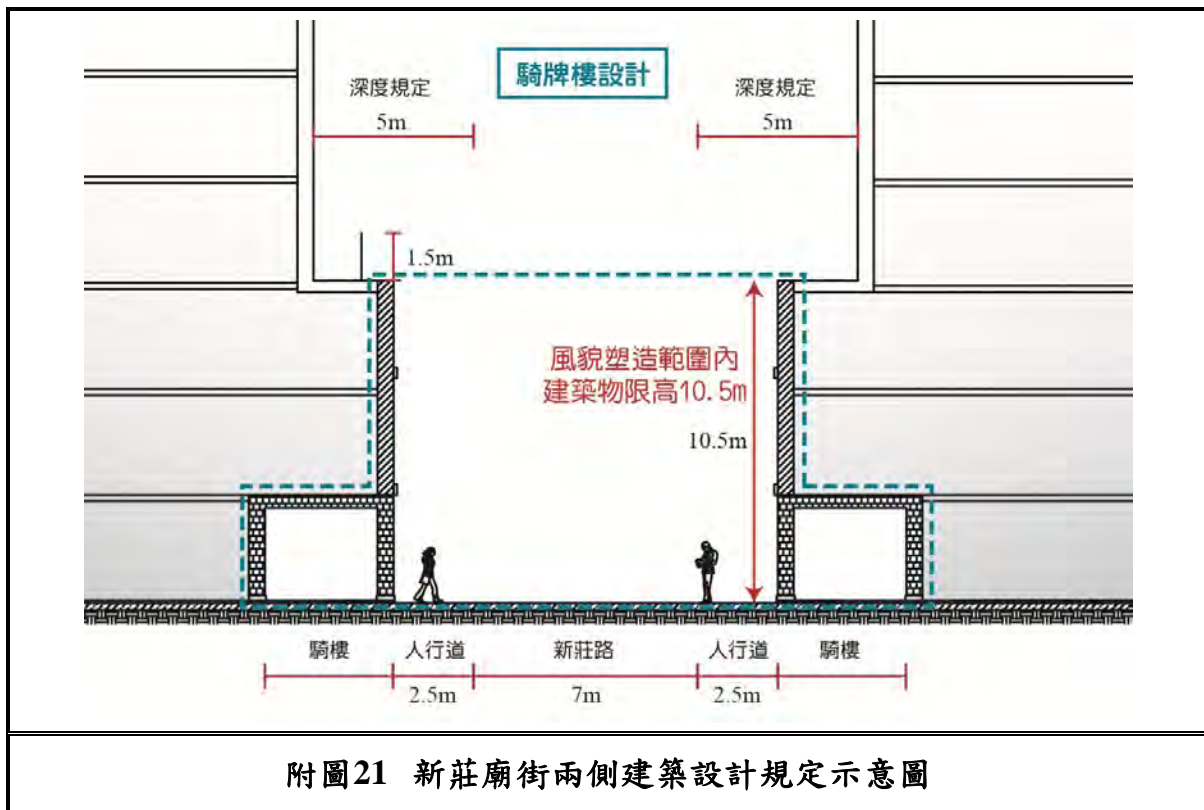 騎牌樓設計
深度規定
5m
深度規定
5m
1.5m
風貌塑造範圍內
建築物限高10.5m
10.5m
騎樓
人行道
新莊路
人行道
騎樓
2.5m
7m
2.5m
附圖21 新莊廟街兩側建築設計規定示意圖